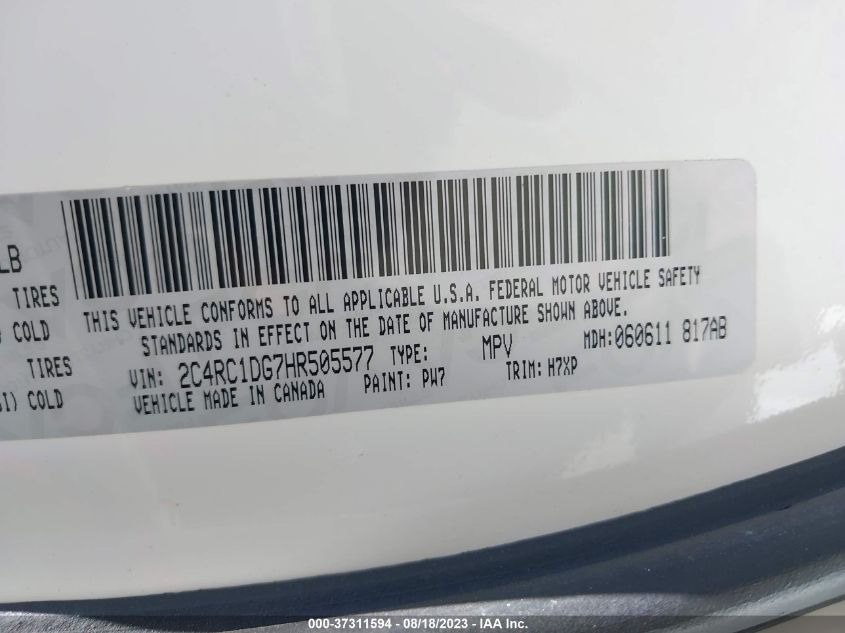 LB
TIRES
COLD
TIRES
SI) COLD
THIS VEHICLE CONFORMS TO ALL APPLICABLE U.S.A. FEDERAL MOTOR VEHICLE SAFETY
STANDARDS IN EFFECT ON THE DATE OF MANUFACTURE SHOWN ABOVE.
VIN: 2C4RC1DG7HR505577 TYPE: MPV MDH:060611 817AB
VEHICLE MADE IN CANADA PAINT: PW7 TRIM: H7XP
000-37311594 - 08/18/2023 - IAA Inc.